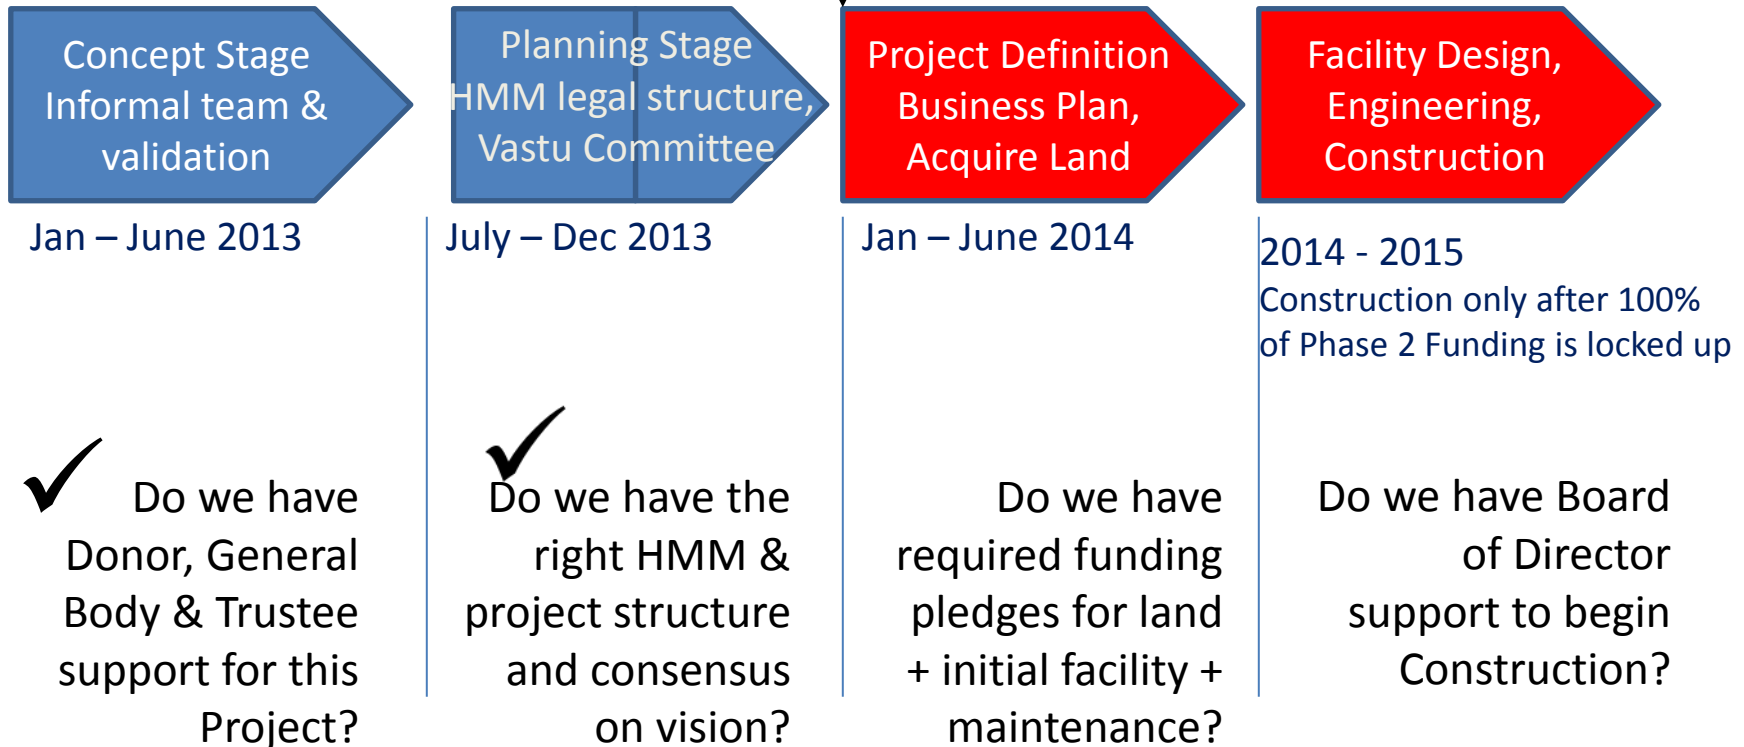 Concept Stage
Informal team &
validation
Planning Stage
HMM legal structure,
Vastu Committee
Project Definition
Business Plan,
Acquire Land
Facility Design,
Engineering,
Construction
Jan – June 2013
July – Dec 2013
Jan – June 2014
2014 - 2015
Construction only after 100%
of Phase 2 Funding is locked up
Do we have
Donor, General
Body & Trustee
support for this
Project?
Do we have the
right HMM &
project structure
and consensus
on vision?
Do we have
required funding
pledges for land
+ initial facility +
maintenance?
Do we have Board
of Director
support to begin
Construction?